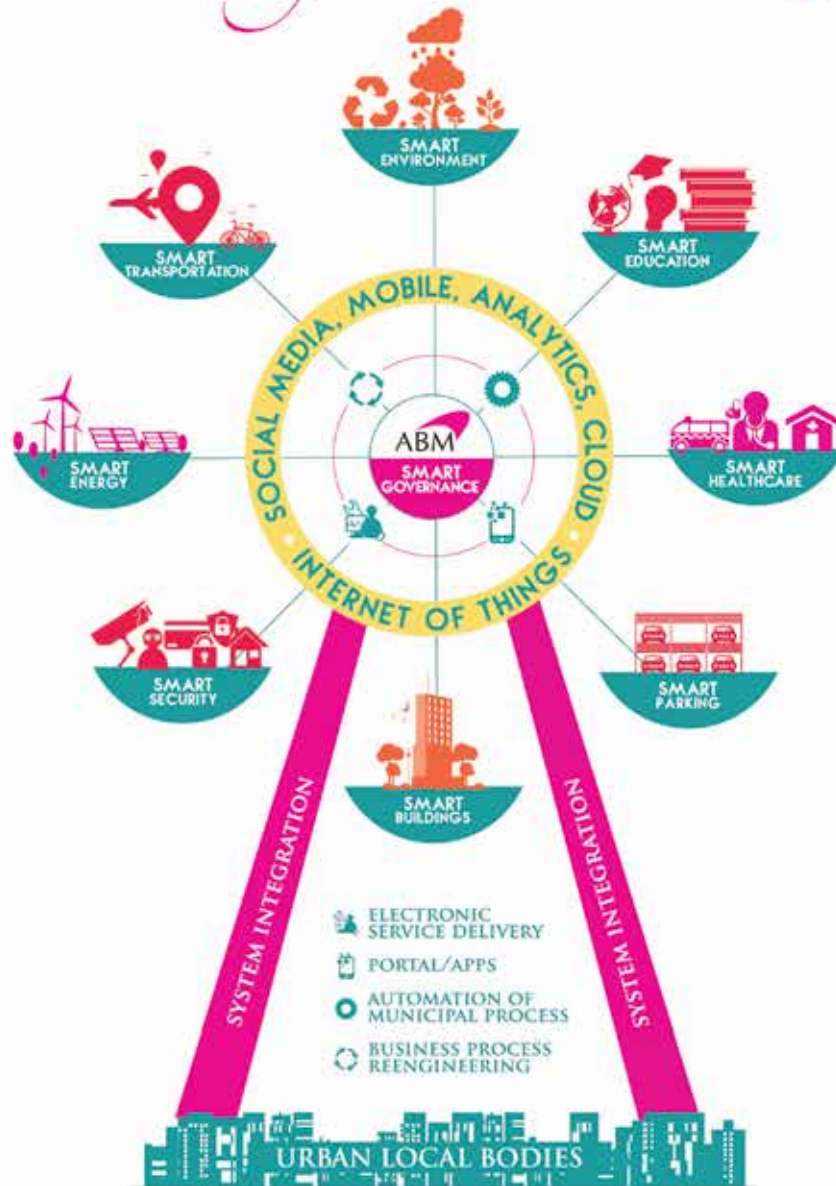 SMART
ENVIRONMENT
SMART
TRANSPORTATION
SMART
EDUCATION
SOCIAL MEDIA, MOBILE, ANALYTICS, CLOUD
• INTERNET OF THINGS •
ABM
SMART
GOVERNANCE
SMART
ENERGY
SMART
HEALTHCARE
SMART
SECURITY
SMART
PARKING
SMART
BUILDINGS
SYSTEM INTEGRATION
SYSTEM INTEGRATION
ELECTRONIC
SERVICE DELIVERY
PORTAL/APPS
AUTOMATION OF
MUNICIPAL PROCESS
BUSINESS PROCESS
REENGINEERING
URBAN LOCAL BODIES